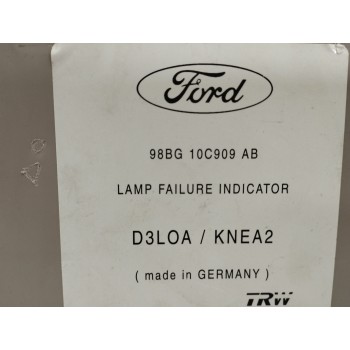 Ford
98BG 10C909 AB
LAMP FAILURE INDICATOR
D3LOA / KNEA2
( made in GERMANY )
TRW